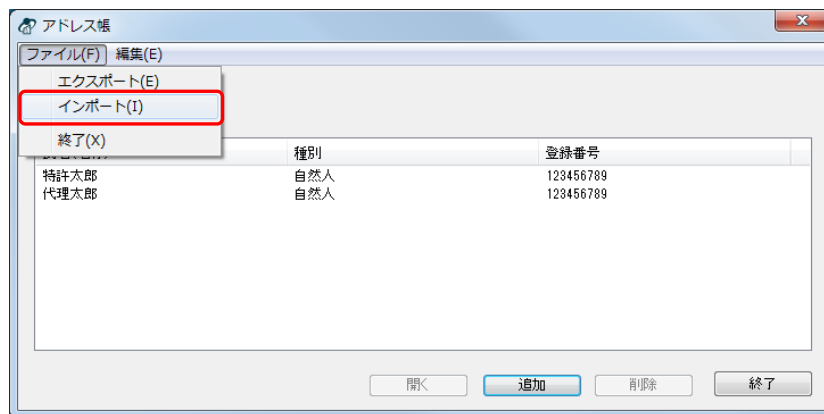 アドレス帳
ファイル(F) 編集(E)
エクスポート(E)
インポート(I)
終了(X)
種別 登録番号
特許太郎 自然人 123456789
代理太郎 自然人 123456789
開く 追加 削除 終了